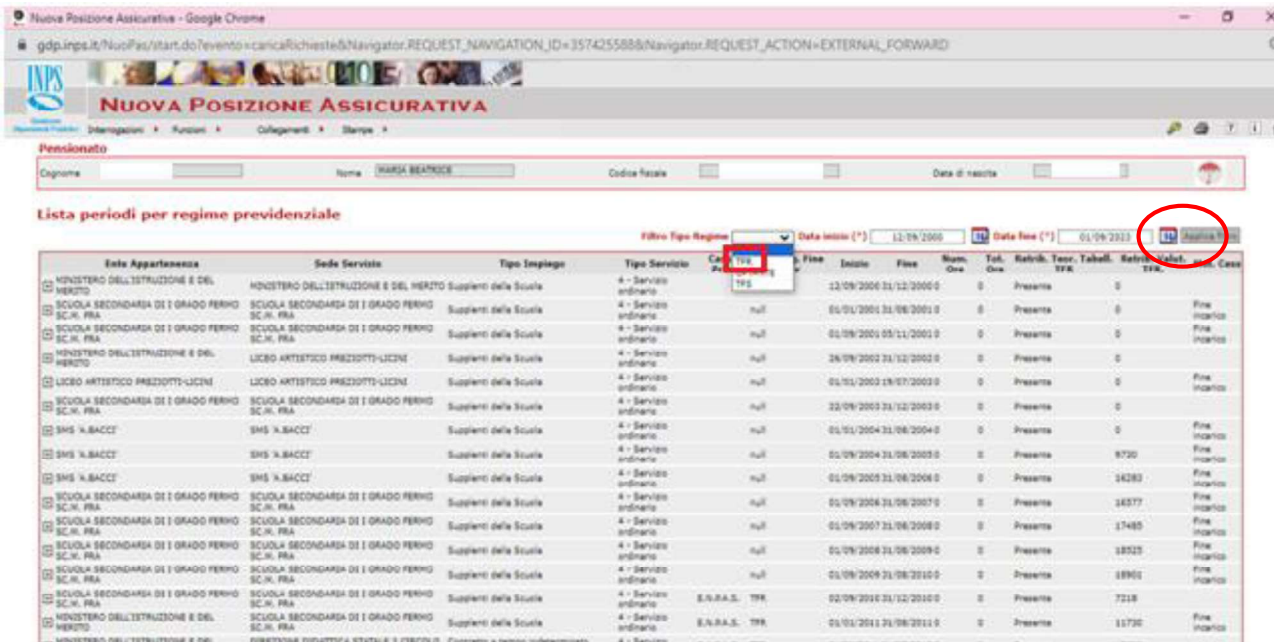 Nuova Posizione Assicurativa - Google Chrome
gdp.inps.it/NuoPas/start.do?evento=caricaRichieste&Navigator.REQUEST_NAVIGATION_ID=357425588&Navigator.REQUEST_ACTION=EXTERNAL_FORWARD
INPS
NUOVA POSIZIONE ASSICURATIVA
Interrogazioni Funzioni Collegamenti Stampe
Pensionato
Cognome Nome MARIA BEATRICE Codice fiscale Data di nascita
Lista periodi per regime previdenziale
Filtro Tipo Regime Data inizio (*) 12/09/2000 Data fine (*) 01/09/2023
TFR
TFS
Ente Appartenenza Sede Servizio Tipo Impiego Tipo Servizio Fine Inizio Fine Num. Ore Tot. Ore Retrib. Teor. Tabell. TFR Retrib. Valut. TFR
MINISTERO DELL'ISTRUZIONE E DEL MERITO MINISTERO DELL'ISTRUZIONE E DEL MERITO Supplenti della Scuola 4 - Servizio ordinario 12/09/2000 31/12/2000 0 0 Presente 0
SCUOLA SECONDARIA DI I GRADO FERMO SC.M. FRA SCUOLA SECONDARIA DI I GRADO FERMO SC.M. FRA Supplenti della Scuola 4 - Servizio ordinario null 01/01/2001 31/08/2001 0 0 Presente 0 Fine incarico
SCUOLA SECONDARIA DI I GRADO FERMO SC.M. FRA SCUOLA SECONDARIA DI I GRADO FERMO SC.M. FRA Supplenti della Scuola 4 - Servizio ordinario null 01/09/2001 05/11/2001 0 0 Presente 0 Fine incarico
MINISTERO DELL'ISTRUZIONE E DEL MERITO LICEO ARTISTICO PREZIOTTI-LICINI Supplenti della Scuola 4 - Servizio ordinario null 26/09/2002 31/12/2002 0 0 Presente 0
LICEO ARTISTICO PREZIOTTI-LICINI LICEO ARTISTICO PREZIOTTI-LICINI Supplenti della Scuola 4 - Servizio ordinario null 01/01/2003 19/07/2003 0 0 Presente 0 Fine incarico
SCUOLA SECONDARIA DI I GRADO FERMO SC.M. FRA SCUOLA SECONDARIA DI I GRADO FERMO SC.M. FRA Supplenti della Scuola 4 - Servizio ordinario null 22/09/2003 31/12/2003 0 0 Presente 0
SMS 'A.BACCI' SMS 'A.BACCI' Supplenti della Scuola 4 - Servizio ordinario null 01/01/2004 31/08/2004 0 0 Presente 0 Fine incarico
SMS 'A.BACCI' SMS 'A.BACCI' Supplenti della Scuola 4 - Servizio ordinario null 01/09/2004 31/08/2005 0 0 Presente 9720 Fine incarico
SMS 'A.BACCI' SMS 'A.BACCI' Supplenti della Scuola 4 - Servizio ordinario null 01/09/2005 31/08/2006 0 0 Presente 16283 Fine incarico
SCUOLA SECONDARIA DI I GRADO FERMO SC.M. FRA SCUOLA SECONDARIA DI I GRADO FERMO SC.M. FRA Supplenti della Scuola 4 - Servizio ordinario null 01/09/2006 31/08/2007 0 0 Presente 16577 Fine incarico
SCUOLA SECONDARIA DI I GRADO FERMO SC.M. FRA SCUOLA SECONDARIA DI I GRADO FERMO SC.M. FRA Supplenti della Scuola 4 - Servizio ordinario null 01/09/2007 31/08/2008 0 0 Presente 17485 Fine incarico
SCUOLA SECONDARIA DI I GRADO FERMO SC.M. FRA SCUOLA SECONDARIA DI I GRADO FERMO SC.M. FRA Supplenti della Scuola 4 - Servizio ordinario null 01/09/2008 31/08/2009 0 0 Presente 18525 Fine incarico
SCUOLA SECONDARIA DI I GRADO FERMO SC.M. FRA SCUOLA SECONDARIA DI I GRADO FERMO SC.M. FRA Supplenti della Scuola 4 - Servizio ordinario null 01/09/2009 31/08/2010 0 0 Presente 18901 Fine incarico
SCUOLA SECONDARIA DI I GRADO FERMO SC.M. FRA SCUOLA SECONDARIA DI I GRADO FERMO SC.M. FRA Supplenti della Scuola 4 - Servizio ordinario E.N.P.A.S. TFR 02/09/2010 31/12/2010 0 0 Presente 7218
MINISTERO DELL'ISTRUZIONE E DEL MERITO SCUOLA SECONDARIA DI I GRADO FERMO SC.M. FRA Supplenti della Scuola 4 - Servizio ordinario E.N.P.A.S. TFR 01/01/2011 31/08/2011 0 0 Presente 11730 Fine incarico
MINISTERO DELL'ISTRUZIONE E DEL DIREZIONE DIDATTICA STATALE